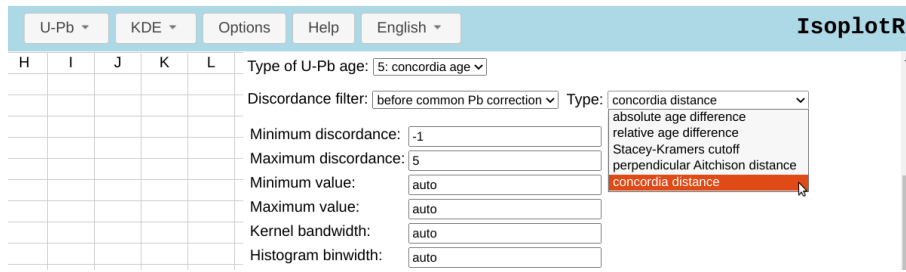 U-Pb KDE Options Help English IsoplotR
H I J K L
Type of U-Pb age: 5: concordia age
Discordance filter: before common Pb correction Type: concordia distance
absolute age difference
relative age difference
Stacey-Kramers cutoff
perpendicular Aitchison distance
concordia distance
Minimum discordance: -1
Maximum discordance: 5
Minimum value: auto
Maximum value: auto
Kernel bandwidth: auto
Histogram binwidth: auto